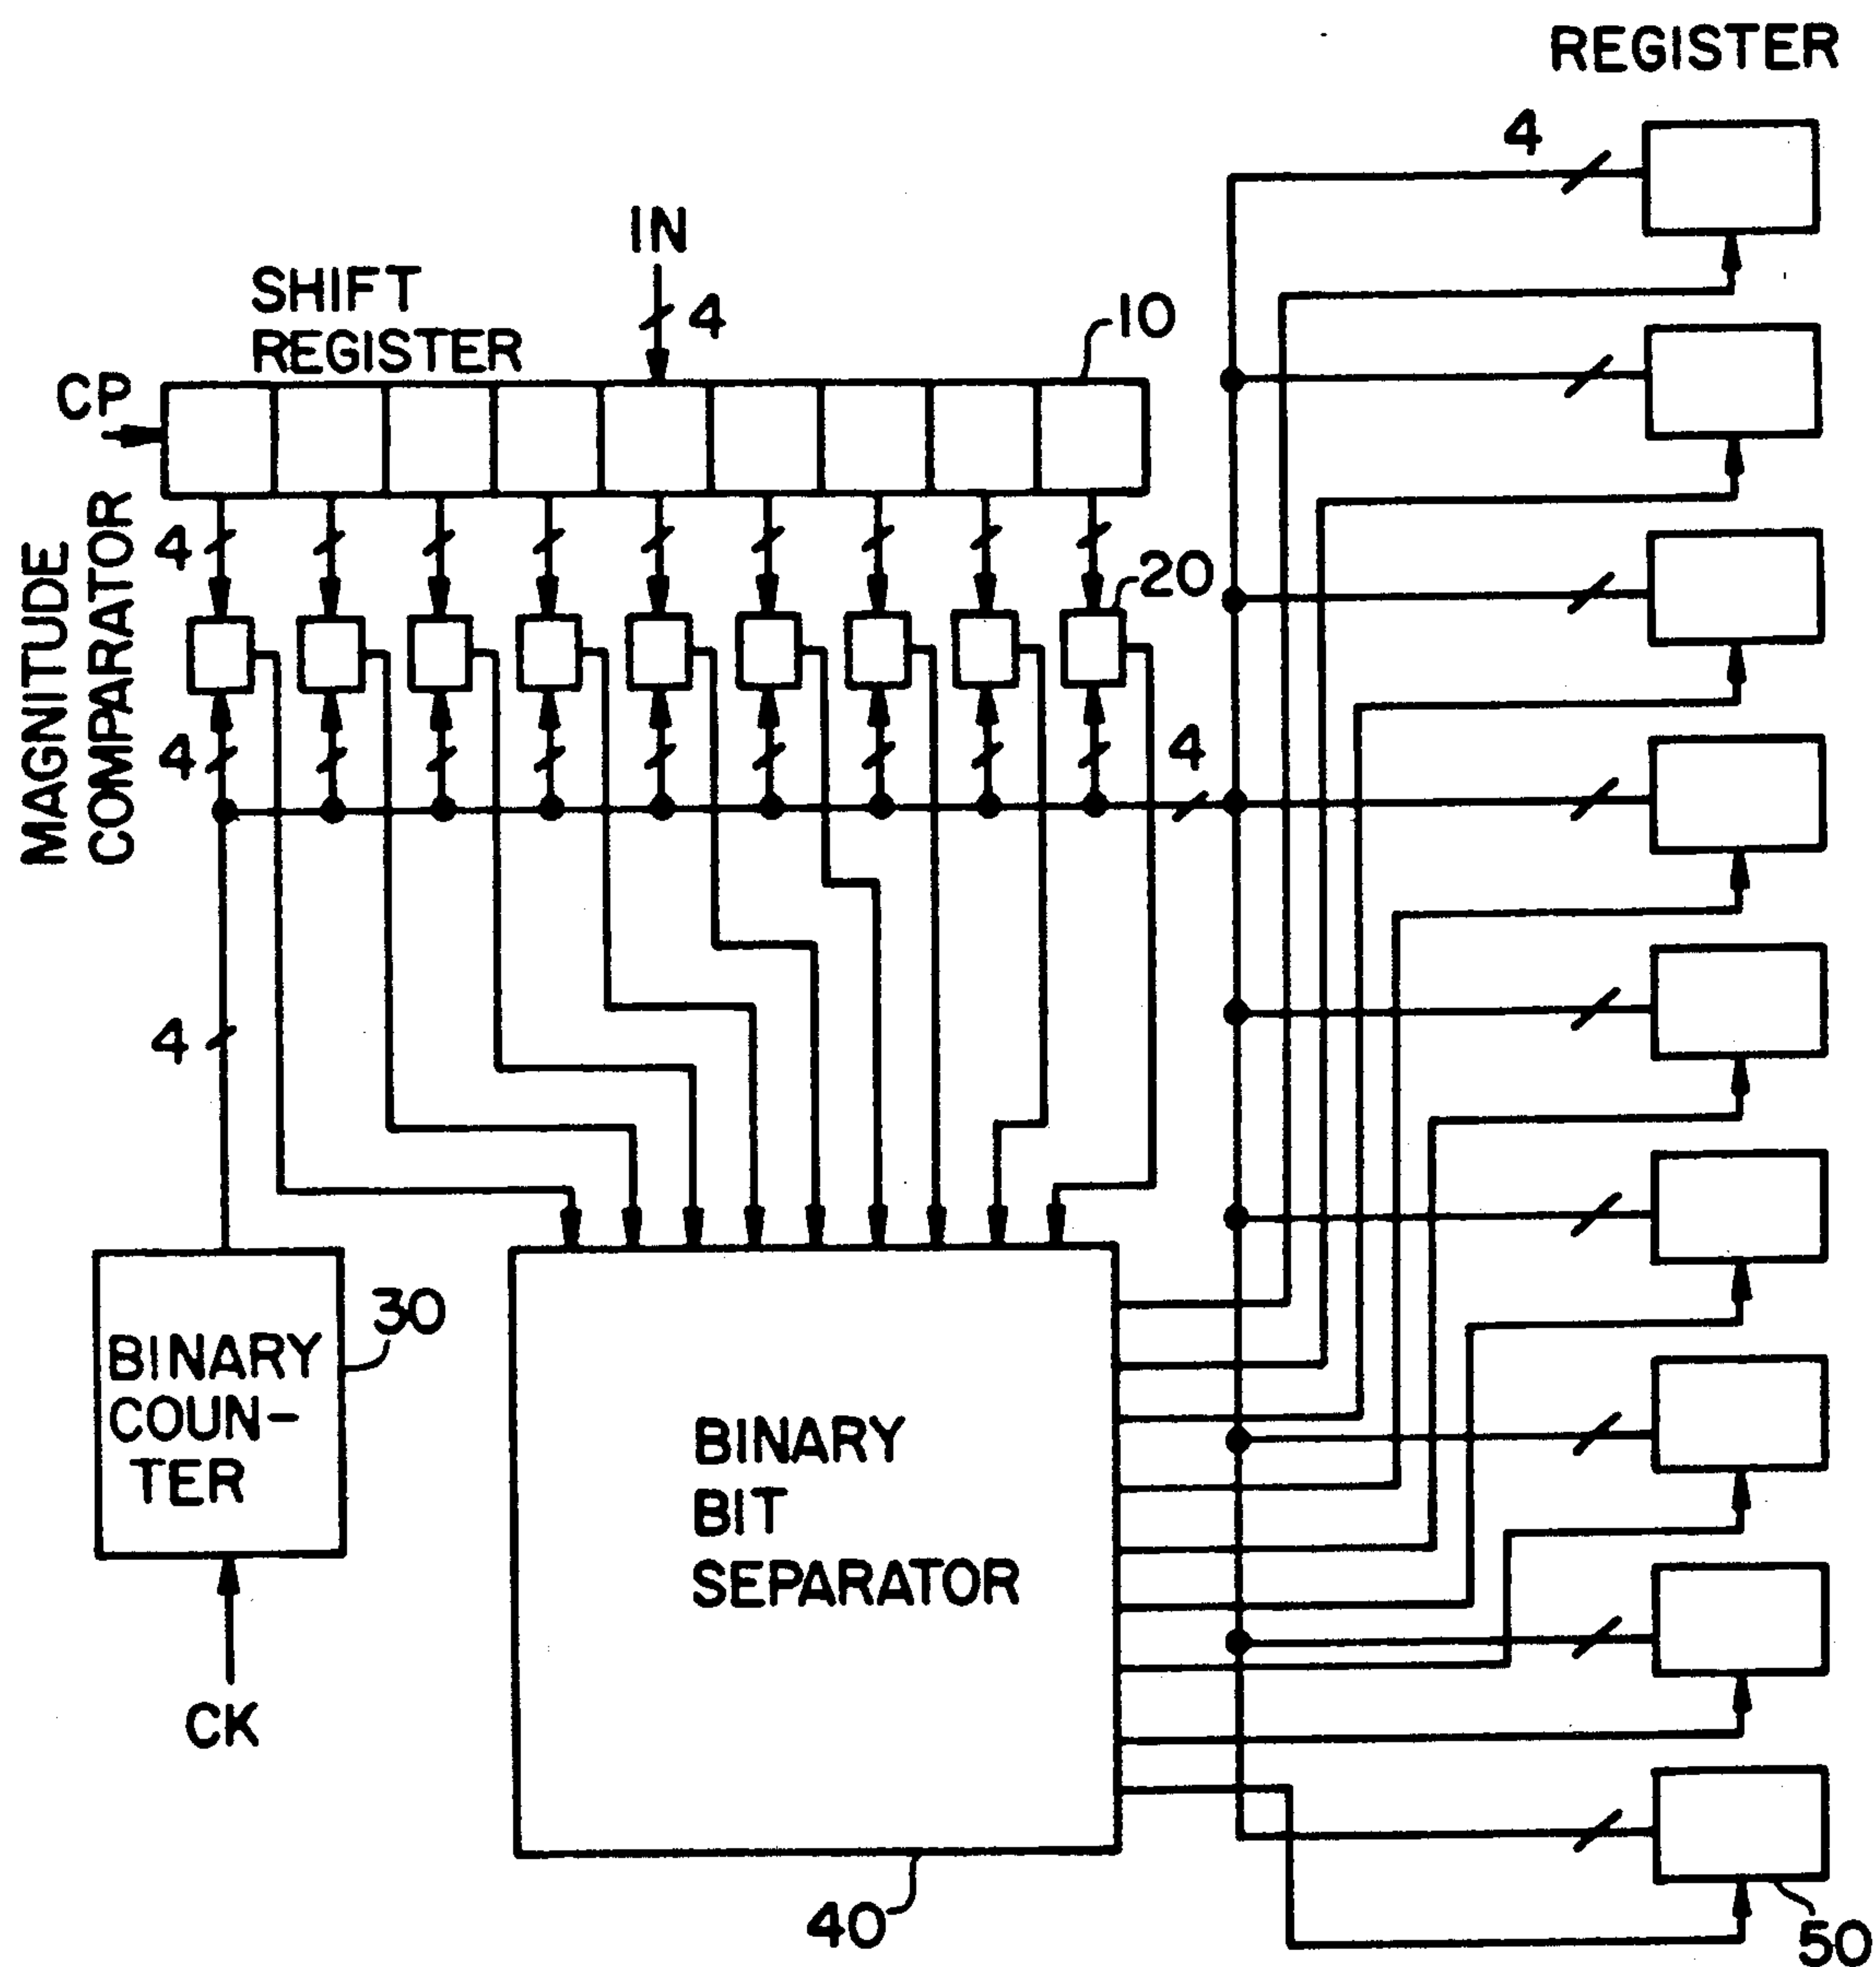 REGISTER
4
IN
SHIFT
REGISTER
4
10
CP
MAGNITUDE
COMPARATOR
4
20
4
4
4
30
BINARY
COUN-
TER
BINARY
BIT
SEPARATOR
CK
40
50